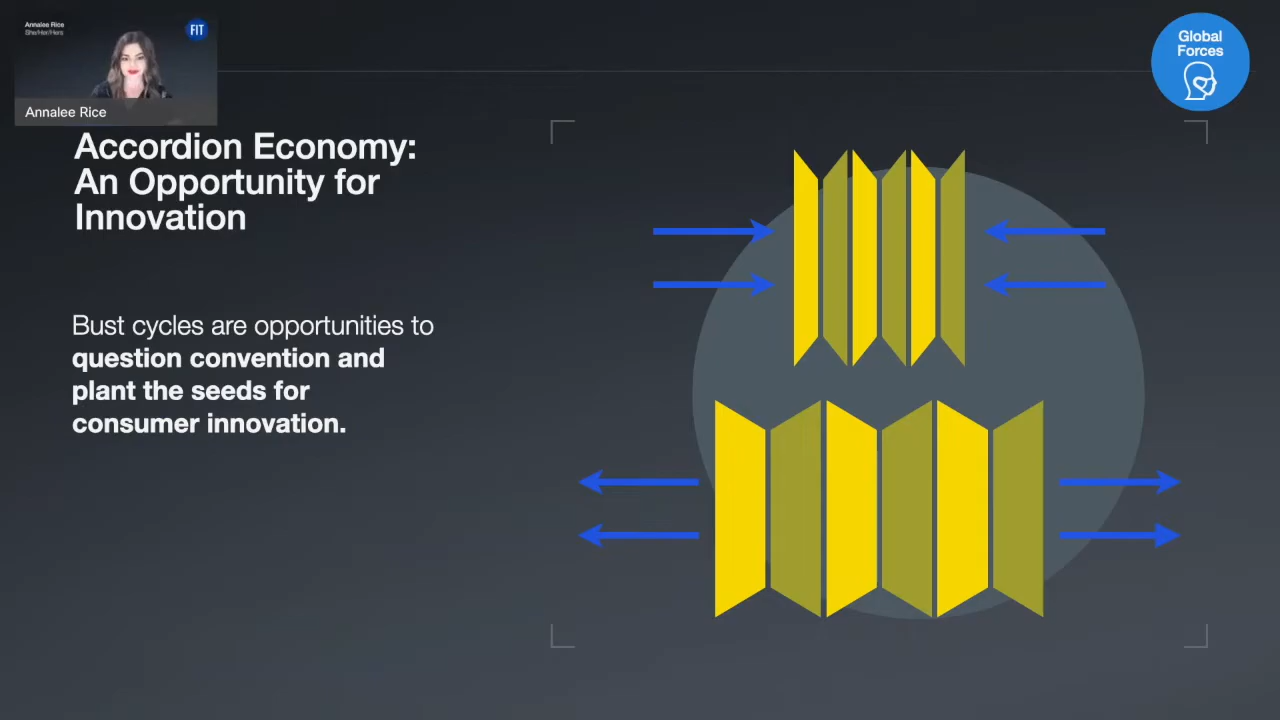 Annalee Rice
She/Her/Hers
FIT
Annalee Rice
Global
Forces
Accordion Economy:
An Opportunity for
Innovation
Bust cycles are opportunities to
question convention and
plant the seeds for
consumer innovation.